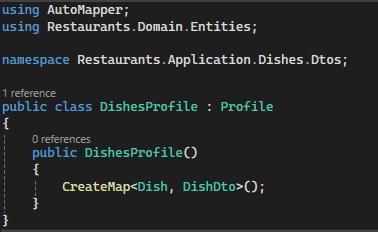 using AutoMapper;
using Restaurants.Domain.Entities;
namespace Restaurants.Application.Dishes.Dtos;
1 reference
public class DishesProfile : Profile
{
0 references
public DishesProfile()
{
CreateMap<Dish, DishDto>();
}
}